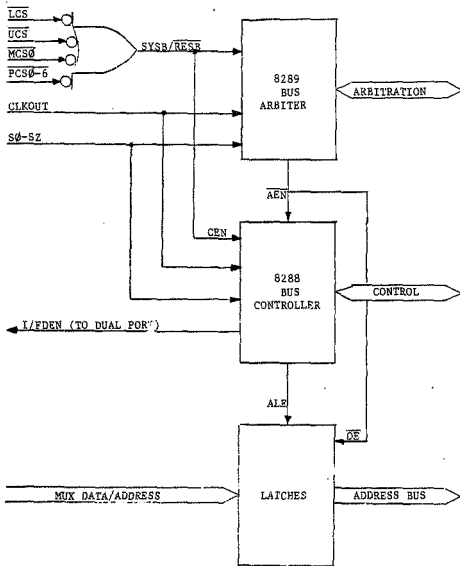 LCS
UCS
MCSØ
PCSØ-6
SYSB/RESB
8289
BUS
ARBITER
ARBITRATION
CLKOUT
SØ-SZ
AEN
CEN
8288
BUS
CONTROLLER
CONTROL
I/FDEN (TO DUAL PORT)
ALE
OE
MUX DATA/ADDRESS
LATCHES
ADDRESS BUS